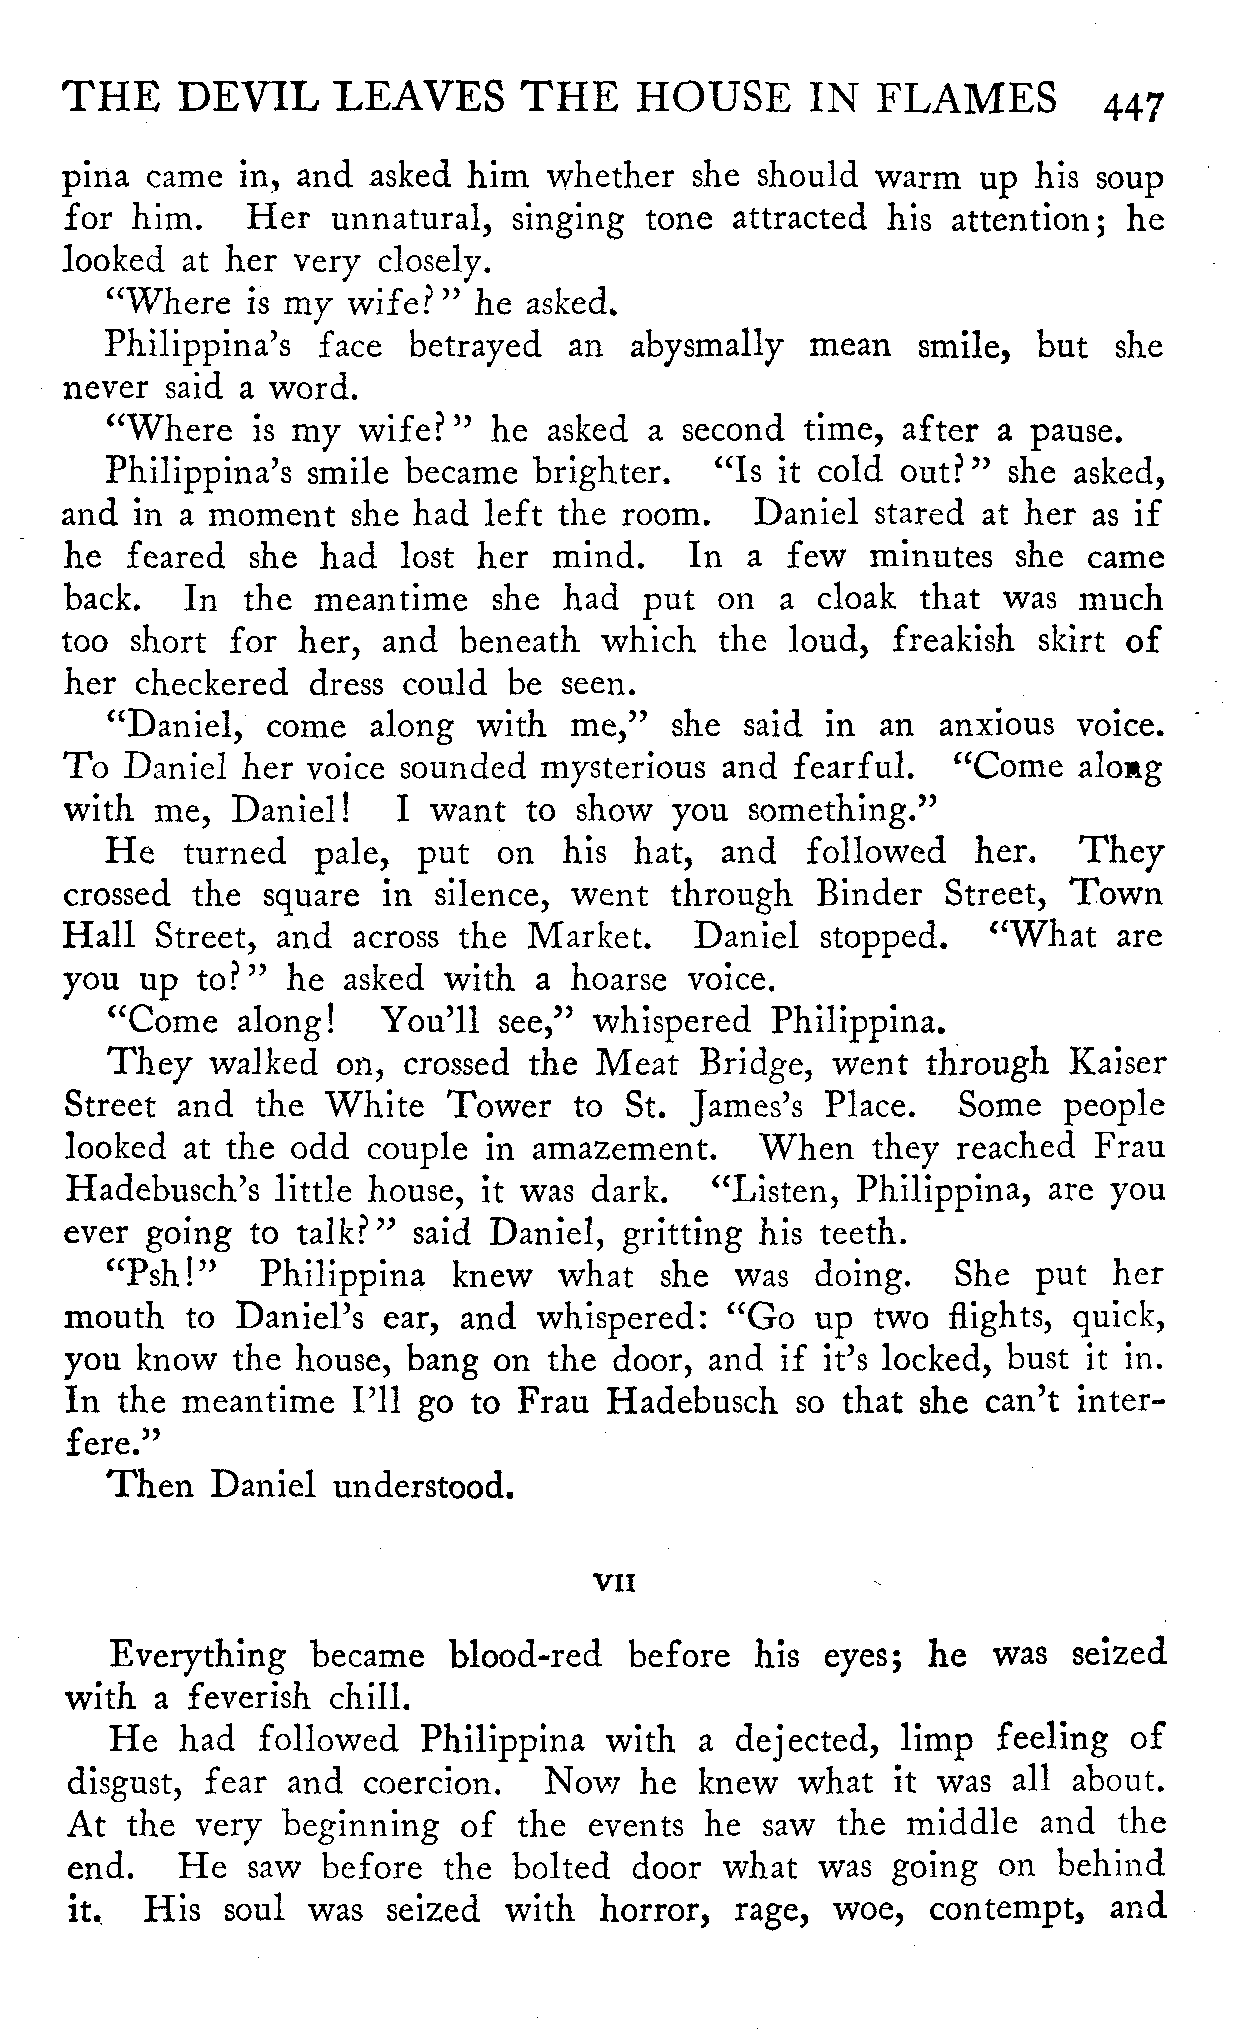 THE DEVIL LEAVES THE HOUSE IN FLAMES 447
pina came in, and asked him whether she should warm up his soup
for him. Her unnatural, singing tone attracted his attention; he
looked at her very closely.
"Where is my wife?" he asked.
Philippina's face betrayed an abysmally mean smile, but she
never said a word.
"Where is my wife?" he asked a second time, after a pause.
Philippina's smile became brighter. "Is it cold out?" she asked,
and in a moment she had left the room. Daniel stared at her as if
he feared she had lost her mind. In a few minutes she came
back. In the meantime she had put on a cloak that was much
too short for her, and beneath which the loud, freakish skirt of
her checkered dress could be seen.
"Daniel, come along with me," she said in an anxious voice.
To Daniel her voice sounded mysterious and fearful. "Come along
with me, Daniel! I want to show you something."
He turned pale, put on his hat, and followed her. They
crossed the square in silence, went through Binder Street, Town
Hall Street, and across the Market. Daniel stopped. "What are
you up to?" he asked with a hoarse voice.
"Come along! You'll see," whispered Philippina.
They walked on, crossed the Meat Bridge, went through Kaiser
Street and the White Tower to St. James's Place. Some people
looked at the odd couple in amazement. When they reached Frau
Hadebusch's little house, it was dark. "Listen, Philippina, are you
ever going to talk?" said Daniel, gritting his teeth.
"Psh!" Philippina knew what she was doing. She put her
mouth to Daniel's ear, and whispered: "Go up two flights, quick,
you know the house, bang on the door, and if it's locked, bust it in.
In the meantime I'll go to Frau Hadebusch so that she can't inter-
fere."
Then Daniel understood.
VII
Everything became blood-red before his eyes; he was seized
with a feverish chill.
He had followed Philippina with a dejected, limp feeling of
disgust, fear and coercion. Now he knew what it was all about.
At the very beginning of the events he saw the middle and the
end. He saw before the bolted door what was going on behind
it. His soul was seized with horror, rage, woe, contempt, and